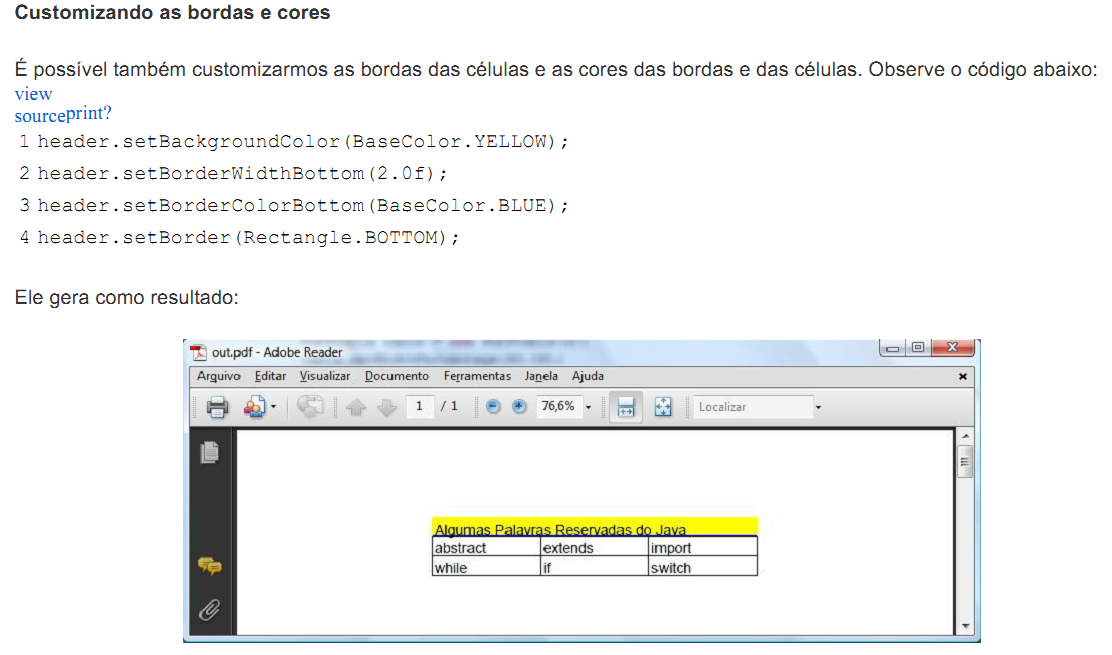 Customizando as bordas e cores
É possível também customizarmos as bordas das células e as cores das bordas e das células. Observe o código abaixo:
view
sourceprint?
1 header.setBackgroundColor(BaseColor.YELLOW);
2 header.setBorderWidthBottom(2.0f);
3 header.setBorderColorBottom(BaseColor.BLUE);
4 header.setBorder(Rectangle.BOTTOM);
Ele gera como resultado:
out.pdf - Adobe Reader
Arquivo Editar Visualizar Documento Ferramentas Janela Ajuda
1 / 1 76,6% Localizar
Algumas Palavras Reservadas do Java
abstract extends import
while if switch